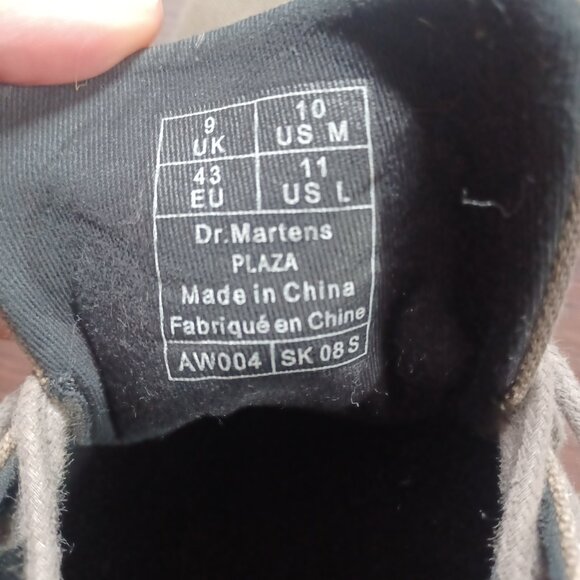 9 10
UK US M
43 11
EU US L
Dr.Martens
PLAZA
Made in China
Fabriqué en Chine
AW004 SK 08 S